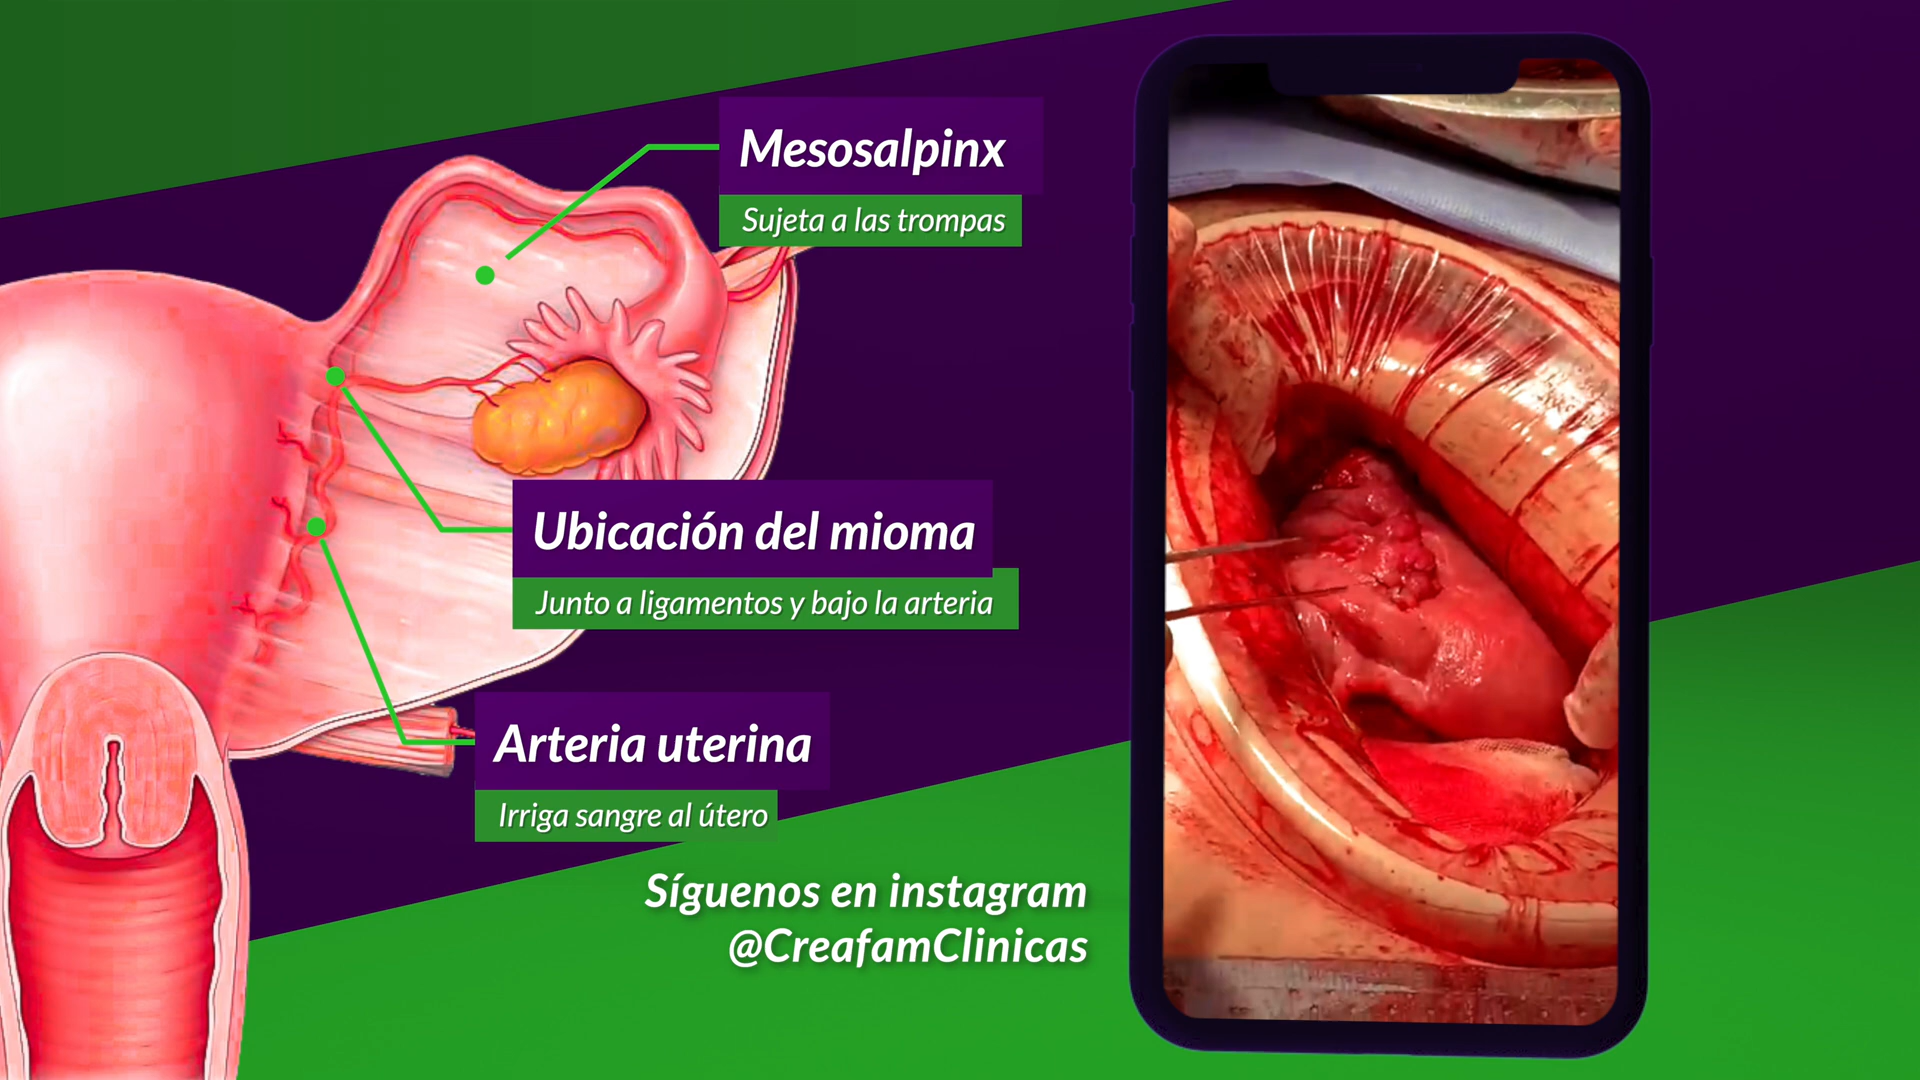 Mesosalpinx
Sujeta a las trompas
Ubicación del mioma
Junto a ligamentos y bajo la arteria
Arteria uterina
Irriga sangre al útero
Síguenos en instagram
@CreafamClinicas